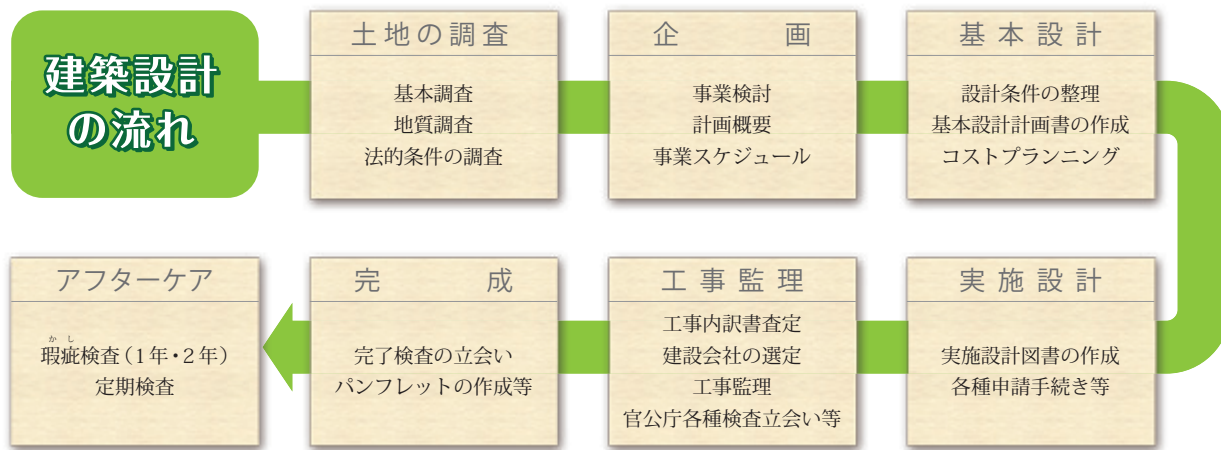 建築設計
の流れ
土地の調査
基本調査
地質調査
法的条件の調査
企画
事業検討
計画概要
事業スケジュール
基本設計
設計条件の整理
基本設計計画書の作成
コストプランニング
実施設計
実施設計図書の作成
各種申請手続き等
工事監理
工事内訳書査定
建設会社の選定
工事監理
官公庁各種検査立会い等
完成
完了検査の立会い
パンフレットの作成等
アフターケア
かし
瑕疵検査(1年・2年)
定期検査